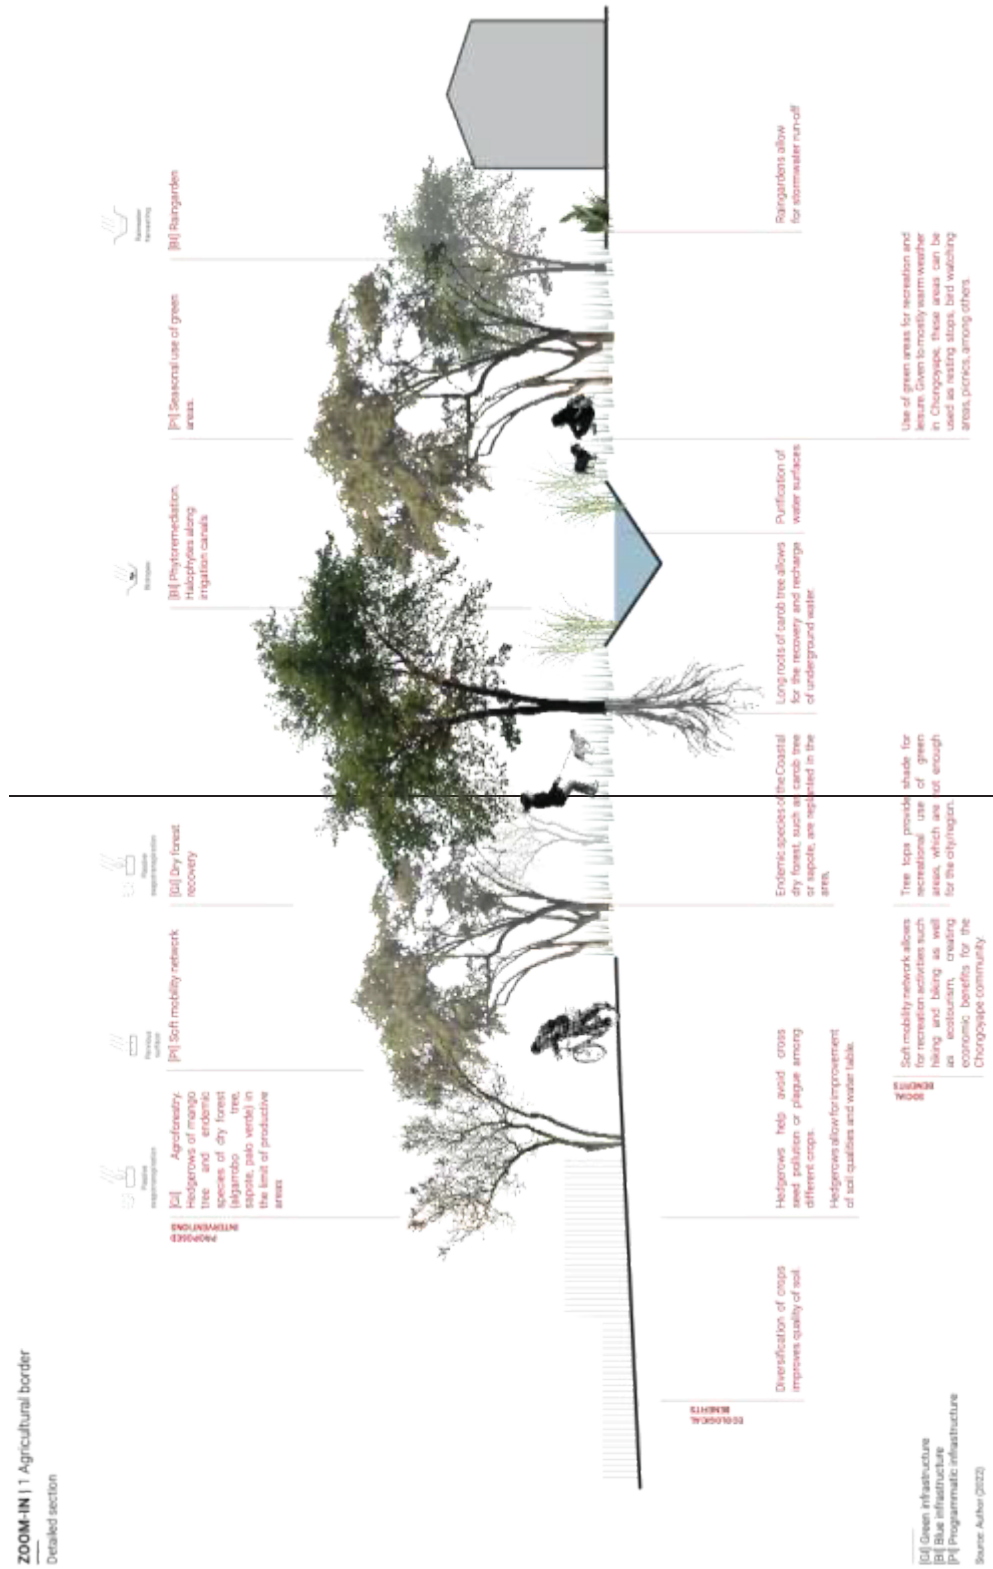 ZOOM-IN | 1 Agricultural border
Detailed section
PROPOSED
INTERVENTIONS
[GI] Agroforestry.
Hedgerows of mango
tree and endemic
species of dry forest
(algarrobo tree,
sapote, palo verde) in
the limit of productive
areas
Pervious
surface
[PI] Soft mobility network
[GI] Dry forest
recovery
Bioswale
[BI] Phytoremediation.
Halophytes along
irrigation canals
[PI] Seasonal use of green
areas.
Rainwater
harvesting
[BI] Raingarden
ECOLOGICAL
BENEFITS
Diversification of crops
improves quality of soil.
Hedgerows help avoid cross
seed pollution or plague among
different crops.
Hedgerows allow for improvement
of soil qualities and water table.
Endemic species of the Coastal
dry forest, such as carob tree
or sapote, are replanted in the
area.
Long roots of carob tree allows
for the recovery and recharge
of underground water.
Purification of
water surfaces
Raingardens allow
for stormwater run-off
SOCIAL
BENEFITS
Soft mobility network allows
for recreation activities such
hiking and biking as well
as ecotourism, creating
economic benefits for the
Chongoyape community.
Tree tops provide shade for
recreational use of green
areas, which are not enough
for the city/region.
Use of green areas for recreation and
leisure. Given to mostly warm weather
in Chongoyape, these areas can be
used as resting stops, bird watching
areas, picnics, among others.
[GI] Green infrastructure
[BI] Blue infrastructure
[PI] Programmatic infrastructure
Source: Author (2022)